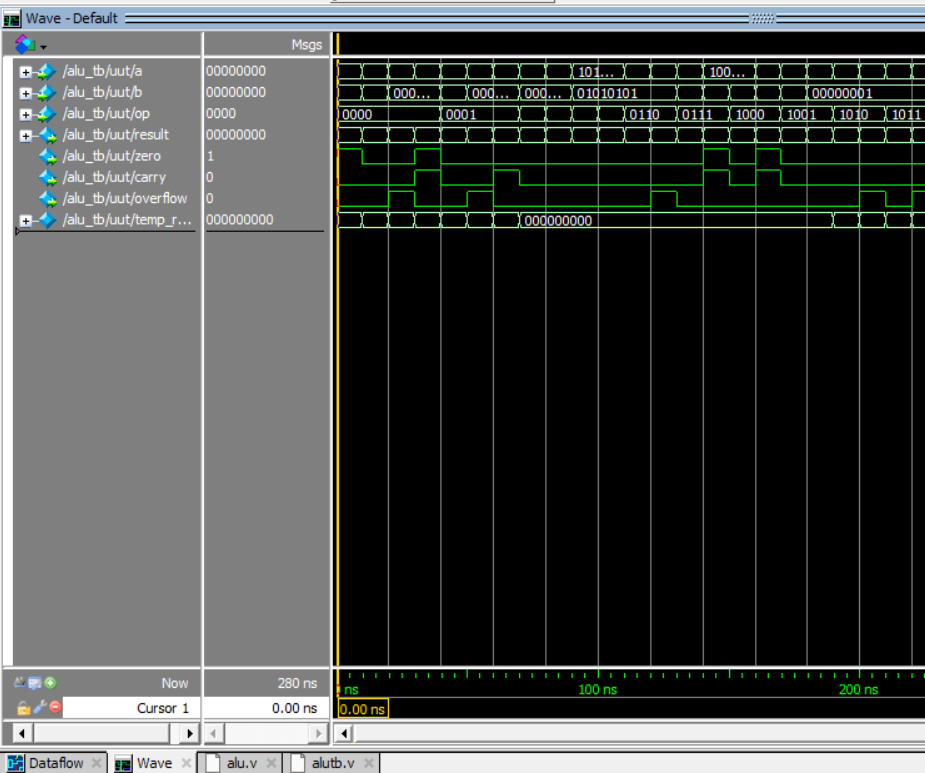 Wave - Default
Msgs
/alu_tb/uut/a 00000000 101... 100...
/alu_tb/uut/b 00000000 000... 000... 000... 01010101 00000001
/alu_tb/uut/op 0000 0000 0001 0110 0111 1000 1001 1010 1011
/alu_tb/uut/result 00000000
/alu_tb/uut/zero 1
/alu_tb/uut/carry 0
/alu_tb/uut/overflow 0
/alu_tb/uut/temp_r... 000000000 000000000
Now 280 ns ns 100 ns 200 ns
Cursor 1 0.00 ns 0.00 ns
Dataflow Wave alu.v alutb.v